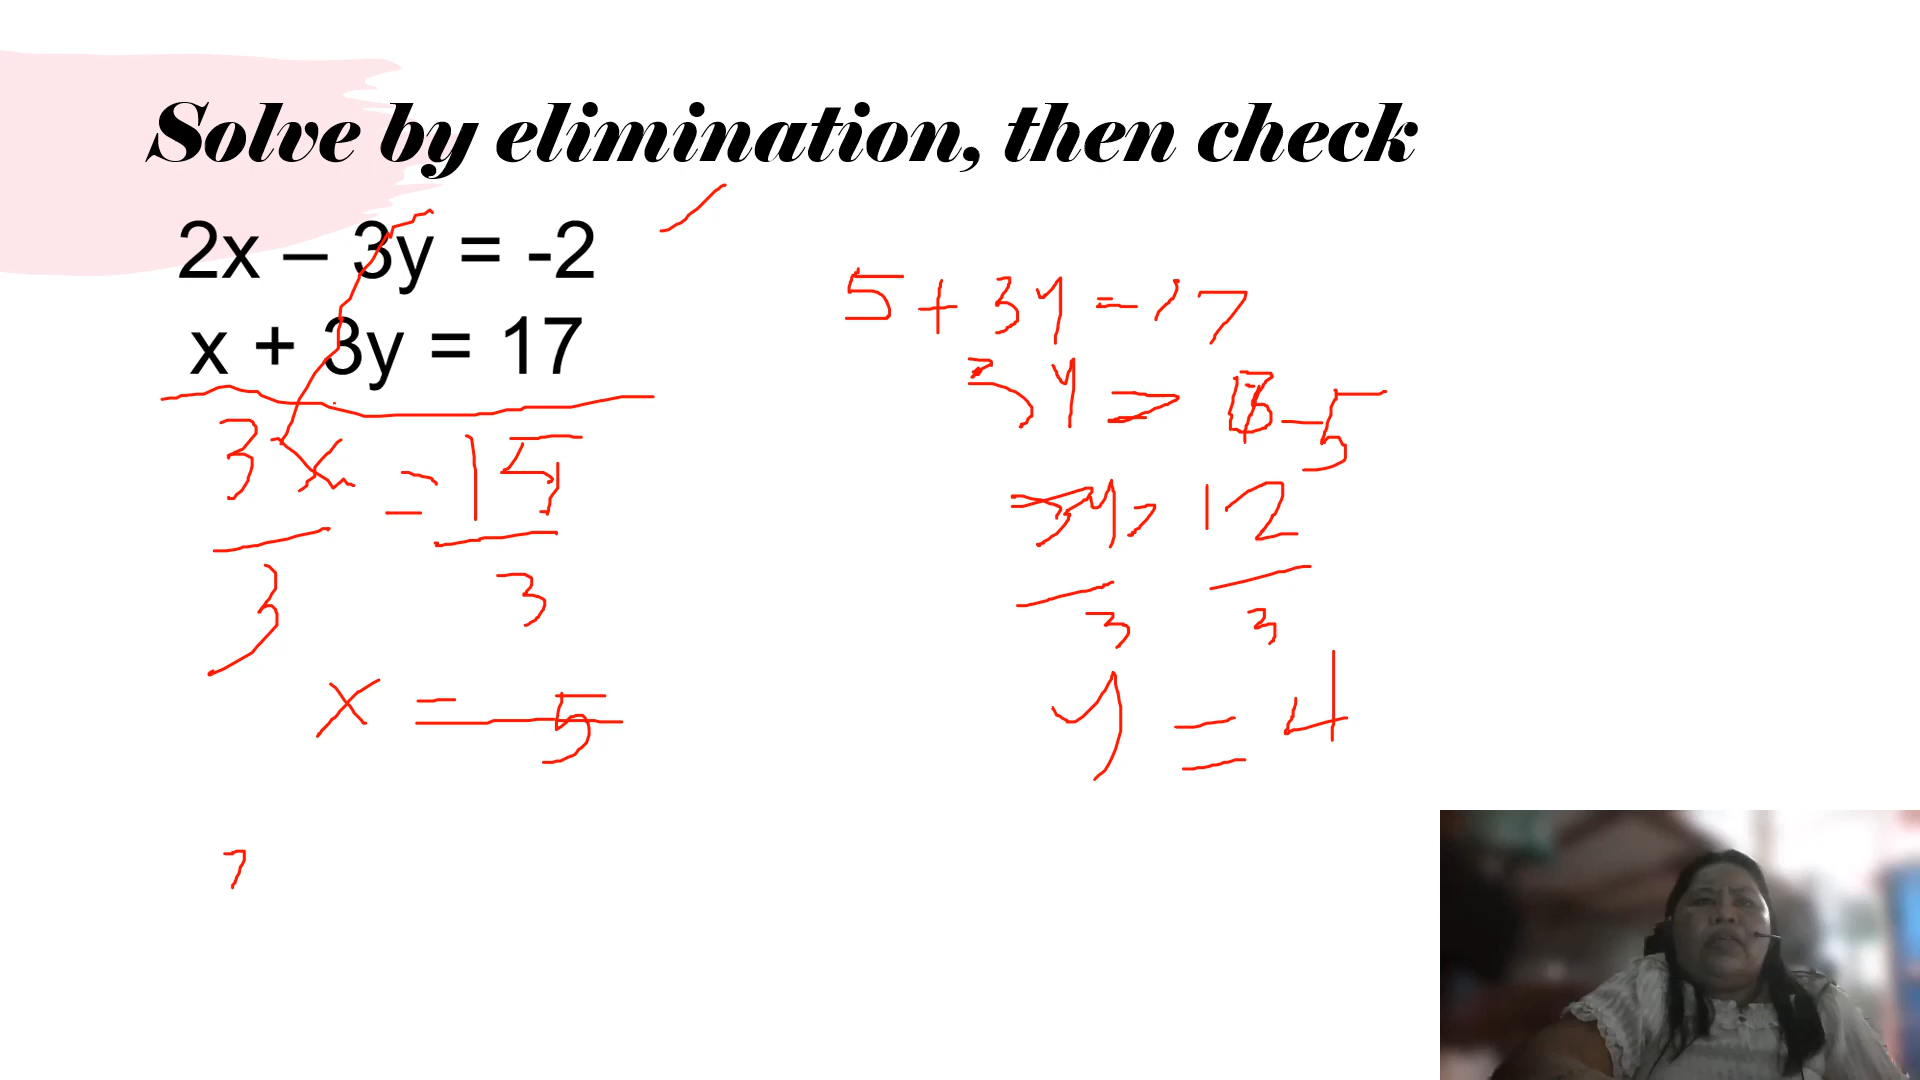 Solve by elimination, then check
2x – 3y = -2
x + 3y = 17
3x = 15
3 3
x = 5
5 + 3y = 17
3y = 17 - 5
3y = 12
3 3
y = 4